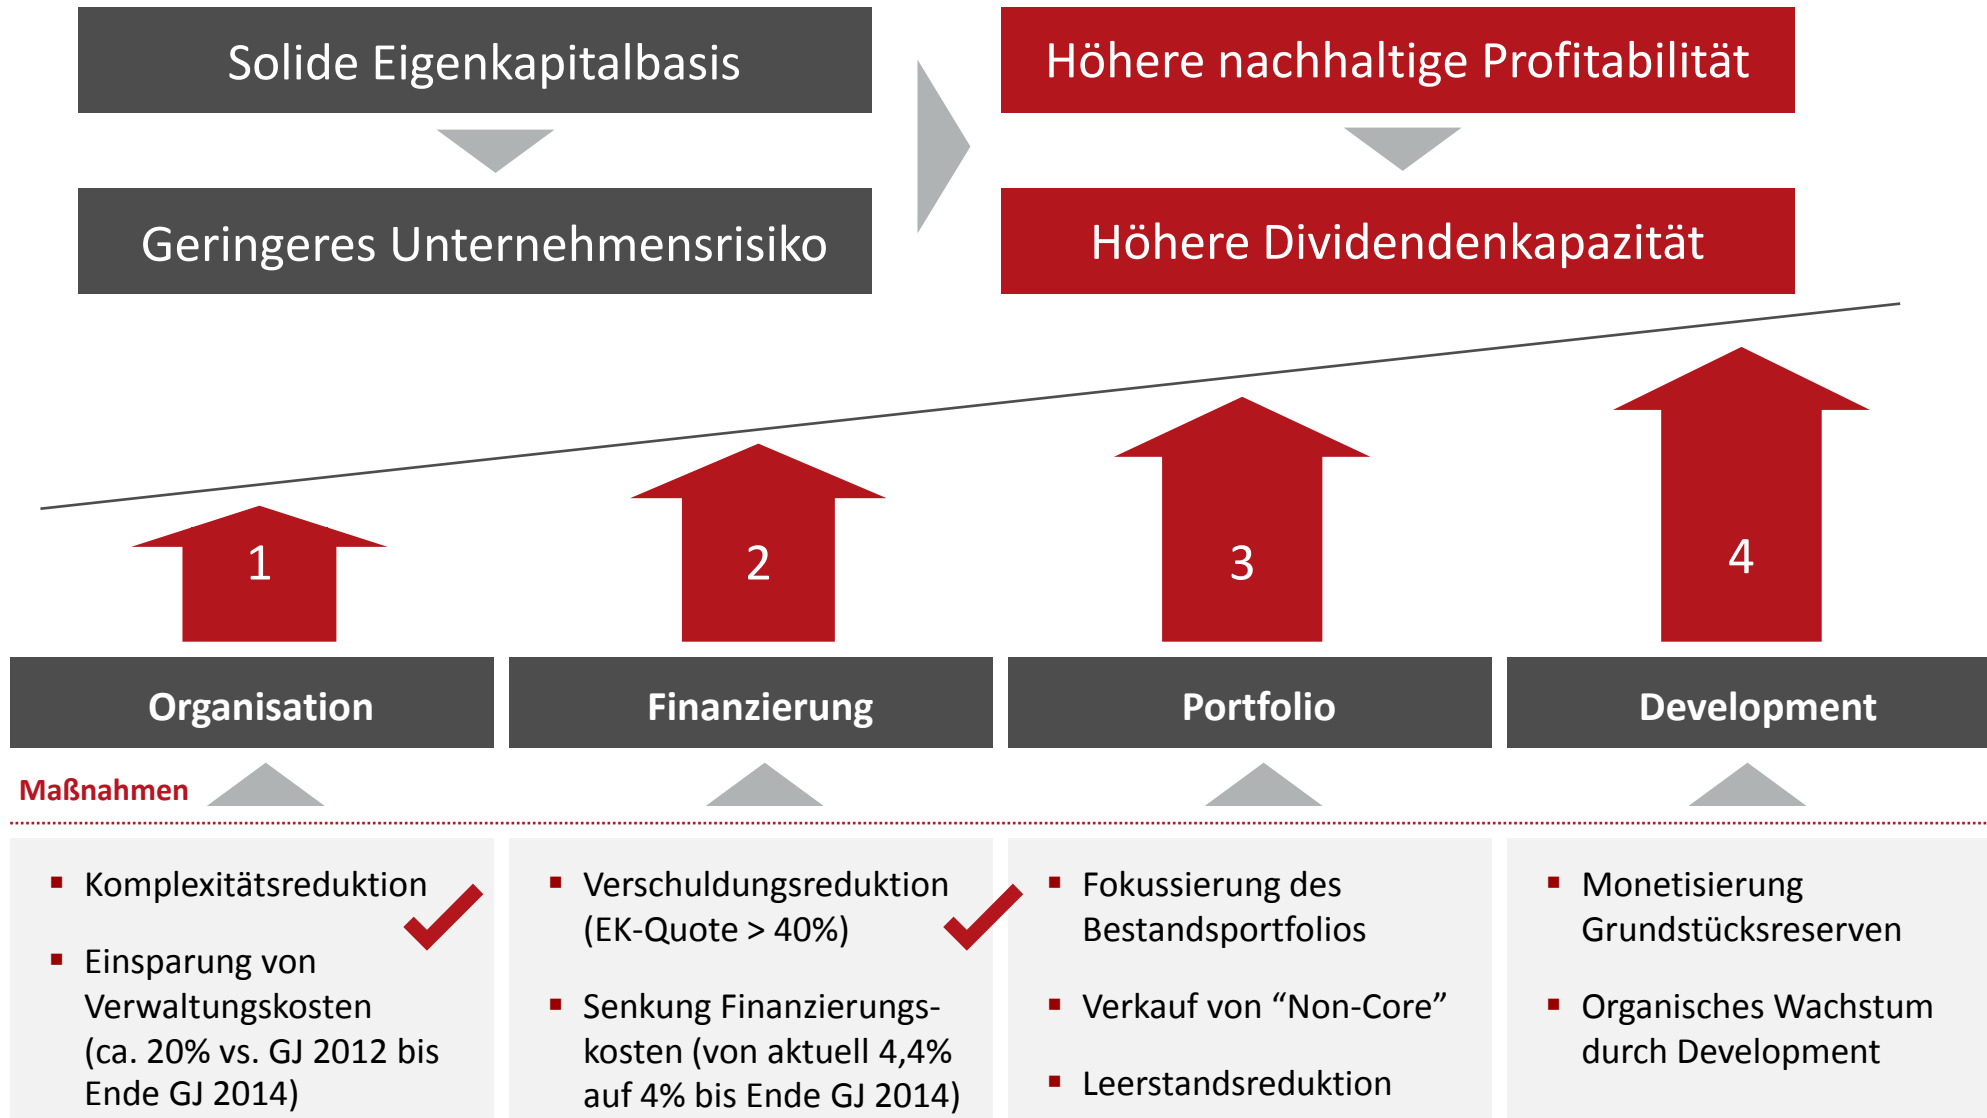 Solide Eigenkapitalbasis
Geringeres Unternehmensrisiko
Höhere nachhaltige Profitabilität
Höhere Dividendenkapazität
1
2
3
4
Organisation
Finanzierung
Portfolio
Development
Maßnahmen
▪ Komplexitätsreduktion
▪ Einsparung von
Verwaltungskosten
(ca. 20% vs. GJ 2012 bis
Ende GJ 2014)
▪ Verschuldungsreduktion
(EK-Quote > 40%)
▪ Senkung Finanzierungs-
kosten (von aktuell 4,4%
auf 4% bis Ende GJ 2014)
▪ Fokussierung des
Bestandsportfolios
▪ Verkauf von “Non-Core”
▪ Leerstandsreduktion
▪ Monetisierung
Grundstücksreserven
▪ Organisches Wachstum
durch Development